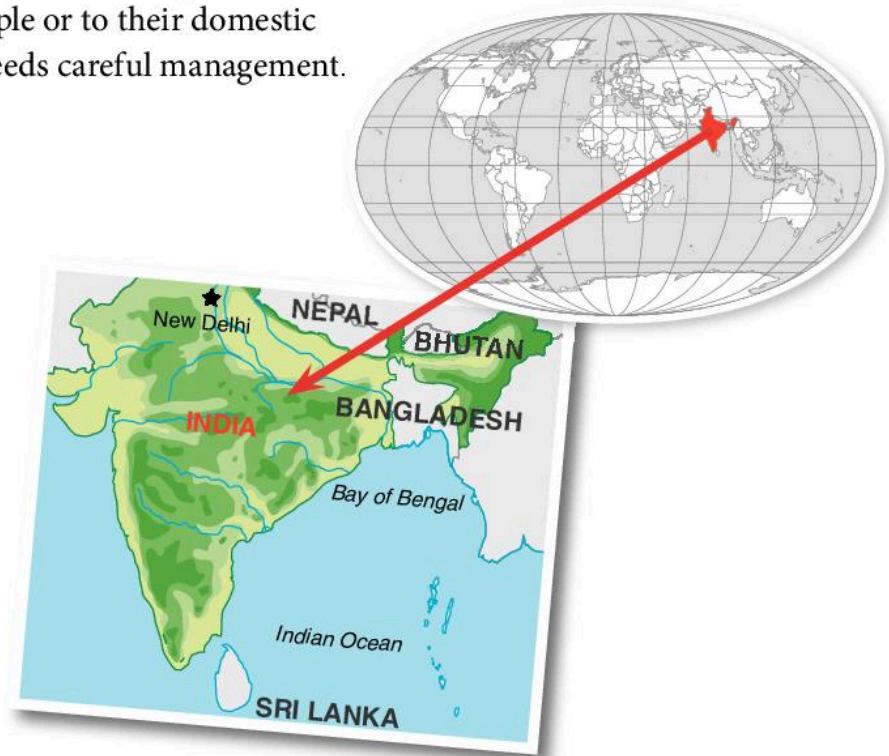 ple or to their domestic
eeds careful management.
New Delhi
NEPAL
BHUTAN
INDIA
BANGLADESH
Bay of Bengal
Indian Ocean
SRI LANKA